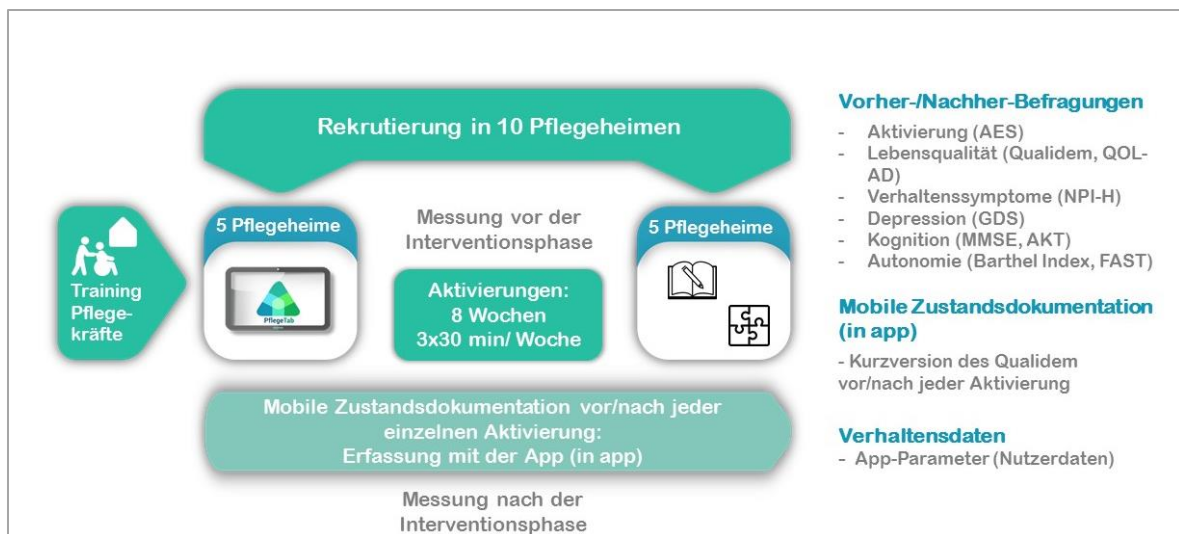 Rekrutierung in 10 Pflegeheimen
Training
Pflege-
kräfte
5 Pflegeheime
PflegeTab
Messung vor der
Interventionsphase
Aktivierungen:
8 Wochen
3x30 min/ Woche
5 Pflegeheime
Mobile Zustandsdokumentation vor/nach jeder
einzelnen Aktivierung:
Erfassung mit der App (in app)
Messung nach der
Interventionsphase
Vorher-/Nachher-Befragungen
- Aktivierung (AES)
- Lebensqualität (Qualidem, QOL-
AD)
- Verhaltenssymptome (NPI-H)
- Depression (GDS)
- Kognition (MMSE, AKT)
- Autonomie (Barthel Index, FAST)
Mobile Zustandsdokumentation
(in app)
- Kurzversion des Qualidem
vor/nach jeder Aktivierung
Verhaltensdaten
- App-Parameter (Nutzerdaten)